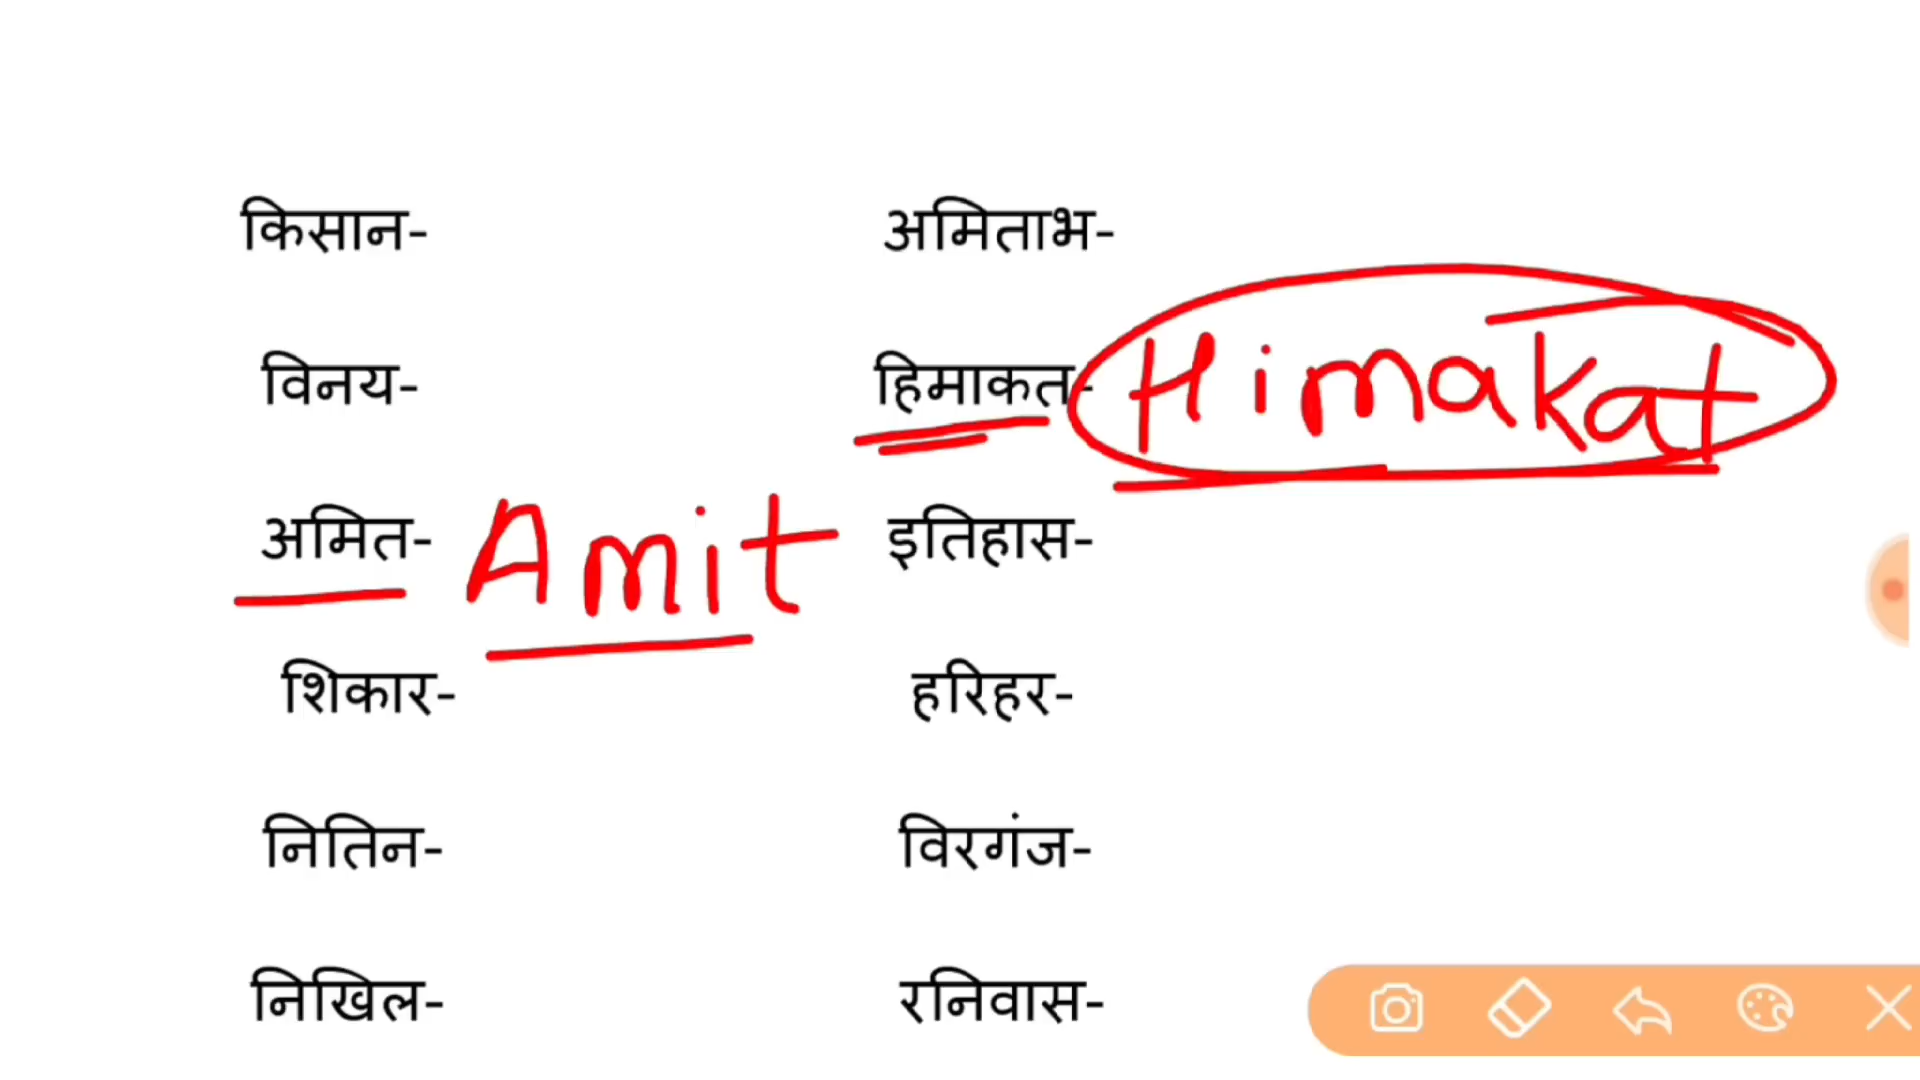 किसान- अमिताभ-
विनय- हिमाकत- Himakat
अमित- Amit इतिहास-
शिकार- हरिहर-
नितिन- विरगंज-
निखिल- रनिवास-